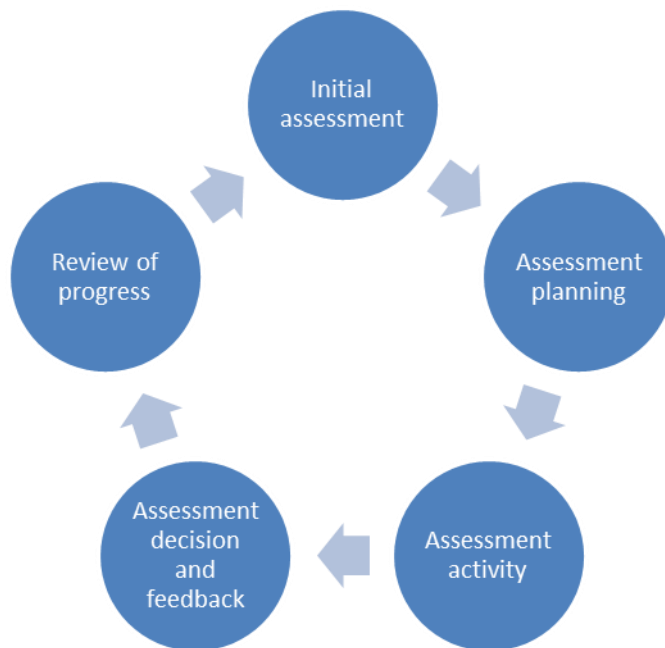 Initial
assessment
Assessment
planning
Assessment
activity
Assessment
decision
and
feedback
Review of
progress